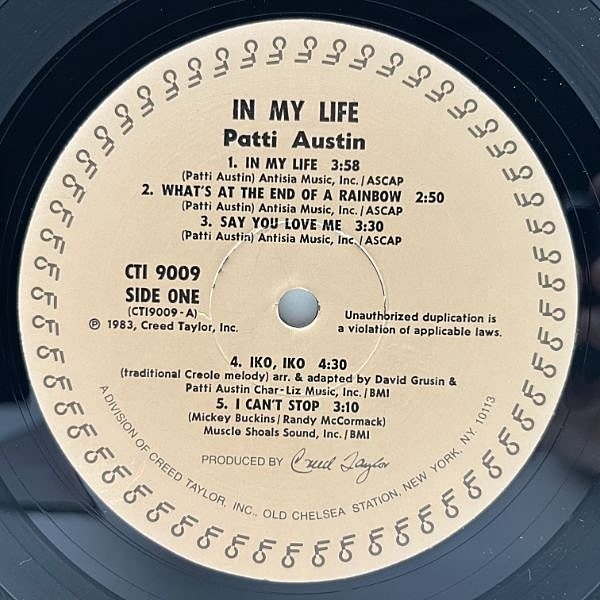 IN MY LIFE
Patti Austin
1. IN MY LIFE 3:58
(Patti Austin) Antisia Music, Inc./ASCAP
2. WHAT'S AT THE END OF A RAINBOW 2:50
(Patti Austin) Antisia Music, Inc./ASCAP
3. SAY YOU LOVE ME 3:30
(Patti Austin) Antisia Music, Inc./ASCAP
CTI 9009
SIDE ONE
(CTI9009-A)
℗ 1983, Creed Taylor, Inc.
Unauthorized duplication is
a violation of applicable laws.
4. IKO, IKO 4:30
(traditional Creole melody) arr. & adapted by David Grusin &
Patti Austin Char-Liz Music, Inc./BMI
5. I CAN'T STOP 3:10
(Mickey Buckins/Randy McCormack)
Muscle Shoals Sound, Inc./BMI
PRODUCED BY Creed Taylor
A DIVISION OF CREED TAYLOR, INC., OLD CHELSEA STATION, NEW YORK, NY. 10113